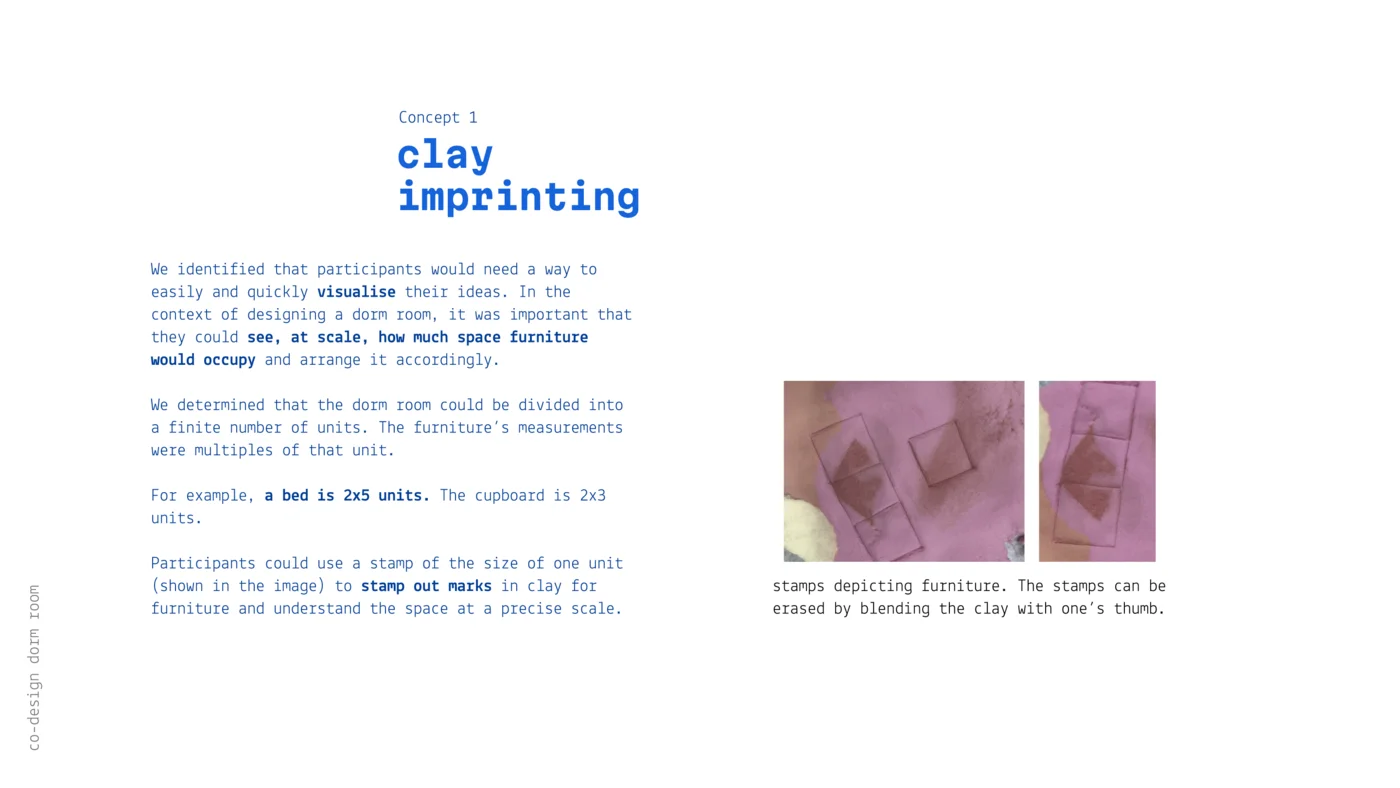 Concept 1
clay
imprinting
We identified that participants would need a way to
easily and quickly visualise their ideas. In the
context of designing a dorm room, it was important that
they could see, at scale, how much space furniture
would occupy and arrange it accordingly.
We determined that the dorm room could be divided into
a finite number of units. The furniture's measurements
were multiples of that unit.
For example, a bed is 2x5 units. The cupboard is 2x3
units.
Participants could use a stamp of the size of one unit
(shown in the image) to stamp out marks in clay for
furniture and understand the space at a precise scale.
stamps depicting furniture. The stamps can be
erased by blending the clay with one's thumb.
co-design dorm room